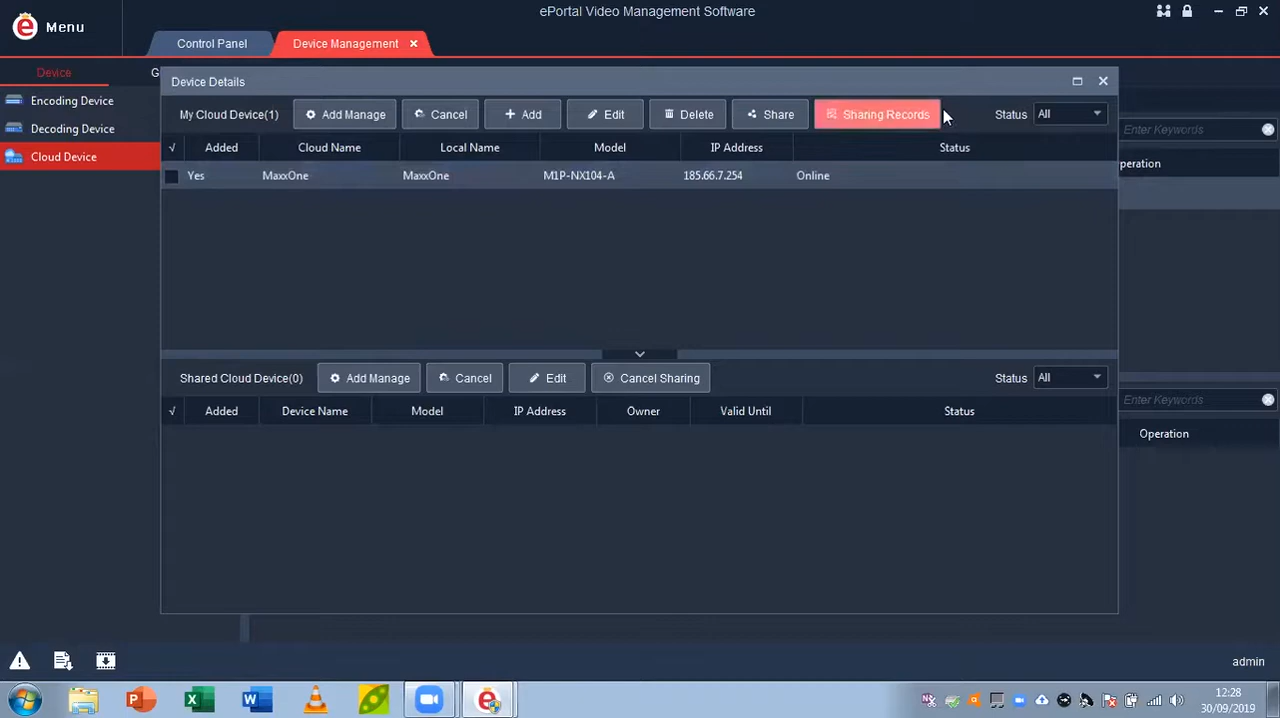 ePortal Video Management Software
e Menu
Control Panel
Device Management
Device
G
Encoding Device
Decoding Device
Cloud Device
Device Details
My Cloud Device(1) Add Manage Cancel Add Edit Delete Share Sharing Records Status All
√ Added Cloud Name Local Name Model IP Address Status
Yes MaxxOne MaxxOne M1P-NX104-A 185.66.7.254 Online
Enter Keywords
peration
Shared Cloud Device(0) Add Manage Cancel Edit Cancel Sharing Status All
√ Added Device Name Model IP Address Owner Valid Until Status
Enter Keywords
Operation
admin
12:28
30/09/2019